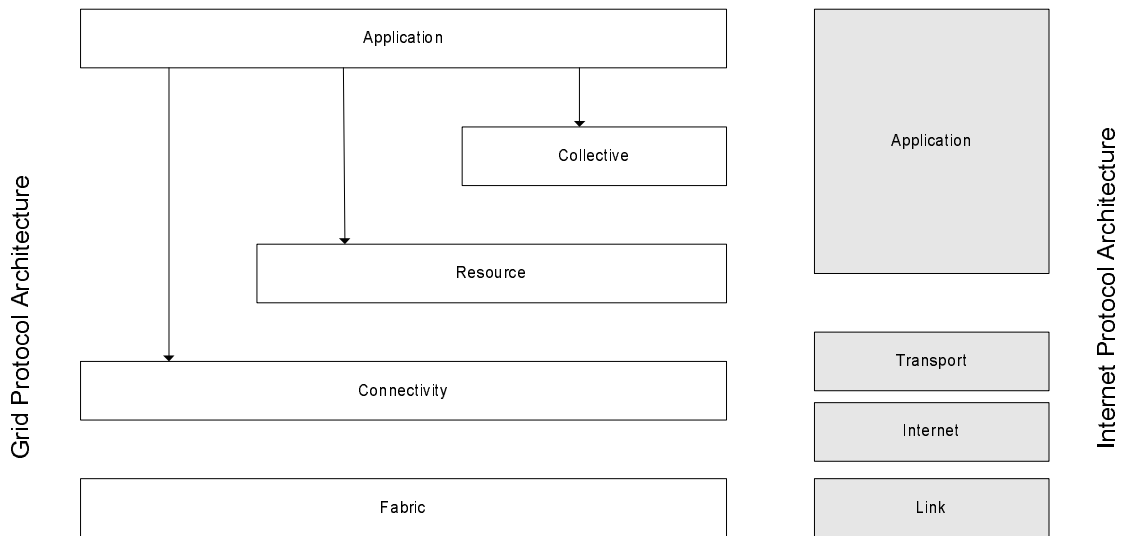 Grid Protocol Architecture
Application
Collective
Resource
Connectivity
Fabric
Application
Transport
Internet
Link
Internet Protocol Architecture